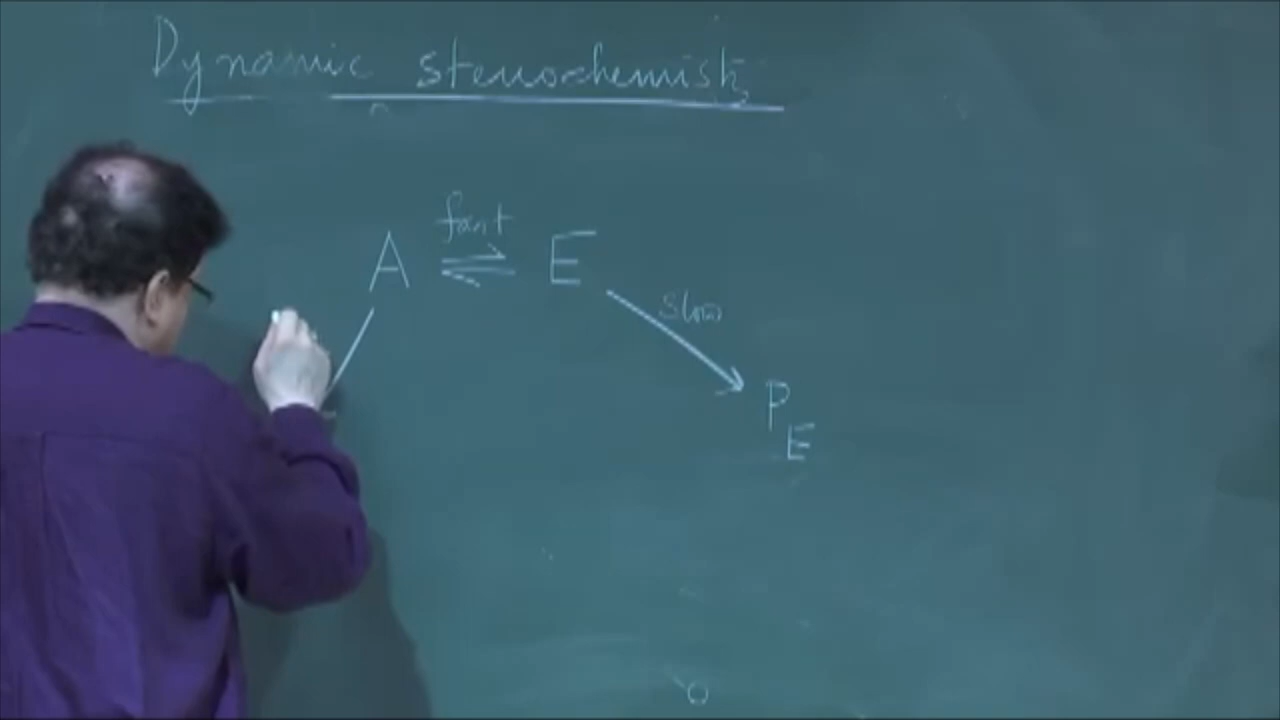 Dynamic stereochemistry
fast
A ⇌ E
slow
P
E